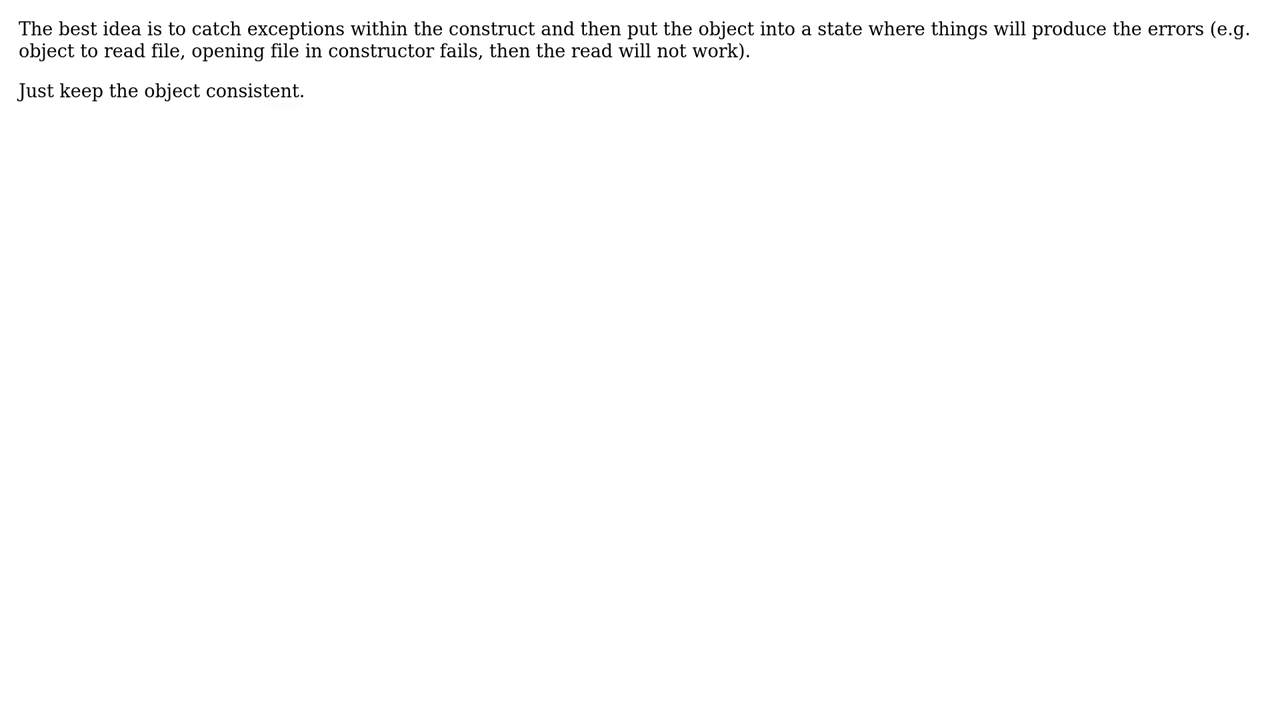 The best idea is to catch exceptions within the construct and then put the object into a state where things will produce the errors (e.g.
object to read file, opening file in constructor fails, then the read will not work).
Just keep the object consistent.